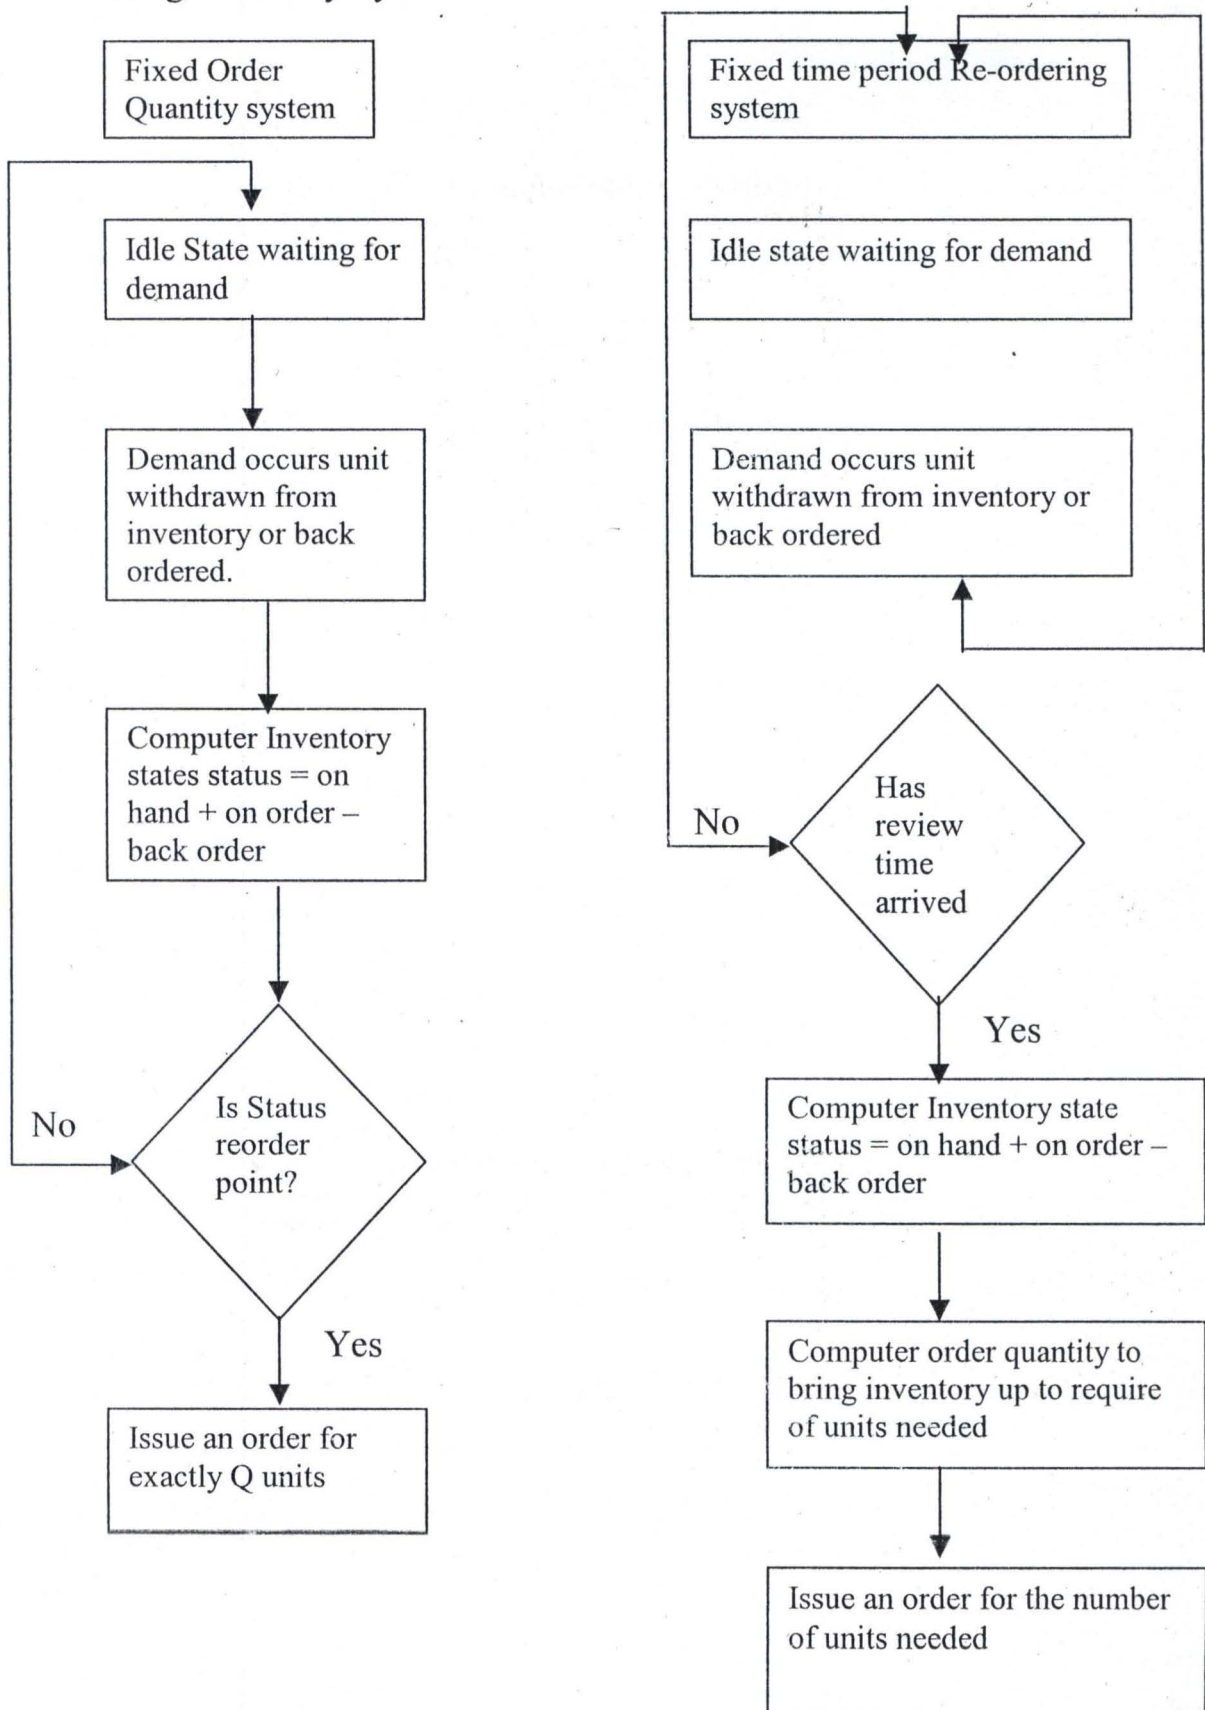 Fixed Order
Quantity system
Idle State waiting for
demand
Demand occurs unit
withdrawn from
inventory or back
ordered.
Computer Inventory
states status = on
hand + on order –
back order
No
Is Status
reorder
point?
Yes
Issue an order for
exactly Q units
Fixed time period Re-ordering
system
Idle state waiting for demand
Demand occurs unit
withdrawn from inventory or
back ordered
No
Has
review
time
arrived
Yes
Computer Inventory state
status = on hand + on order –
back order
Computer order quantity to
bring inventory up to require
of units needed
Issue an order for the number
of units needed